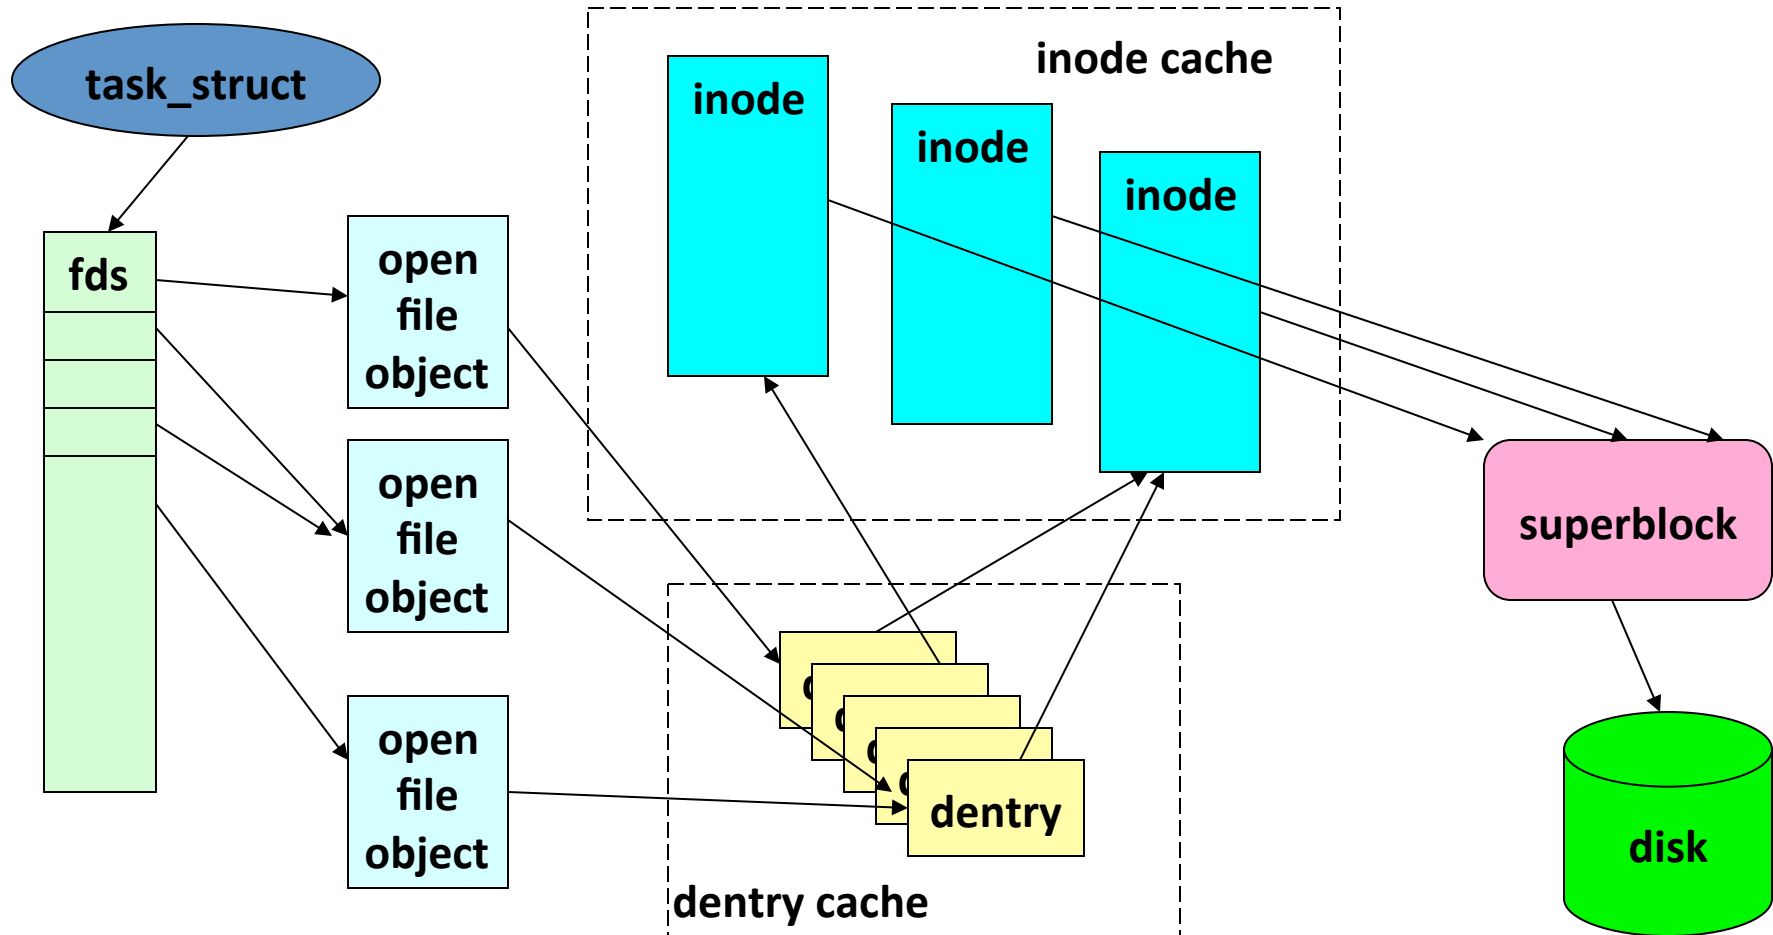 task_struct
inode cache
inode
inode
inode
fds
open
file
object
open
file
object
superblock
open
file
object
dentry
disk
dentry cache